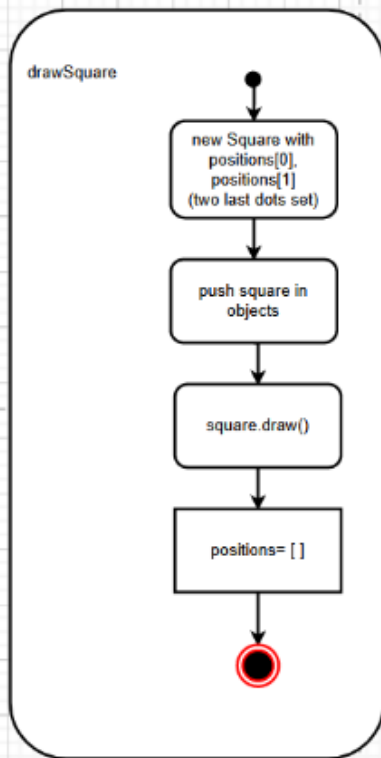 drawSquare
new Square with
positions[0],
positions[1]
(two last dots set)
push square in
objects
square.draw()
positions= [ ]